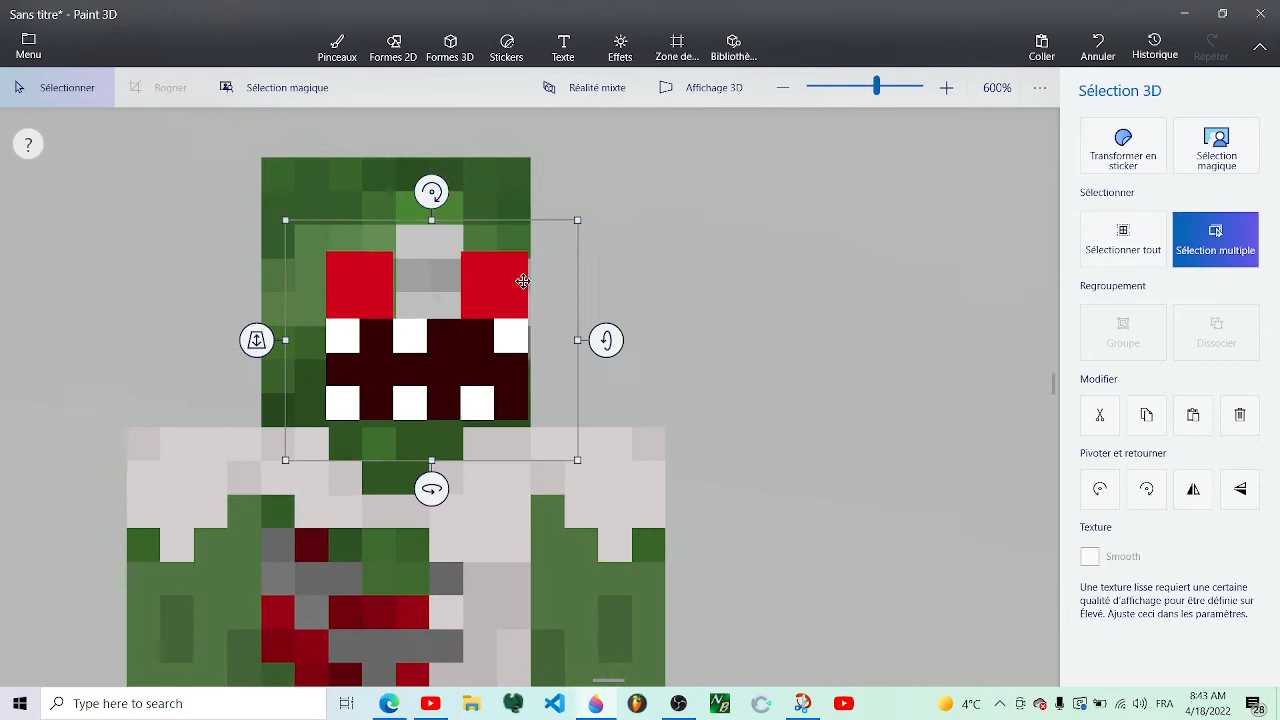 Sans titre* - Paint 3D
Menu
Pinceaux
Formes 2D
Formes 3D
Stickers
Texte
Effets
Zone de...
Bibliothè...
Coller
Annuler
Historique
Répéter
Sélectionner
Rogner
Sélection magique
Réalité mixte
Affichage 3D
600%
?
Sélection 3D
Transformer en
sticker
Sélection
magique
Sélectionner
Sélectionner tout
Sélection multiple
Regroupement
Groupe
Dissocier
Modifier
Pivoter et retourner
Texture
Smooth
Une texture lisse requiert une certaine
qualité d'affichage pour être définie sur
Élevé. Ajuste ceci dans les paramètres.
Type here to search
4°C
FR
8:43 AM
4/18/2022
28